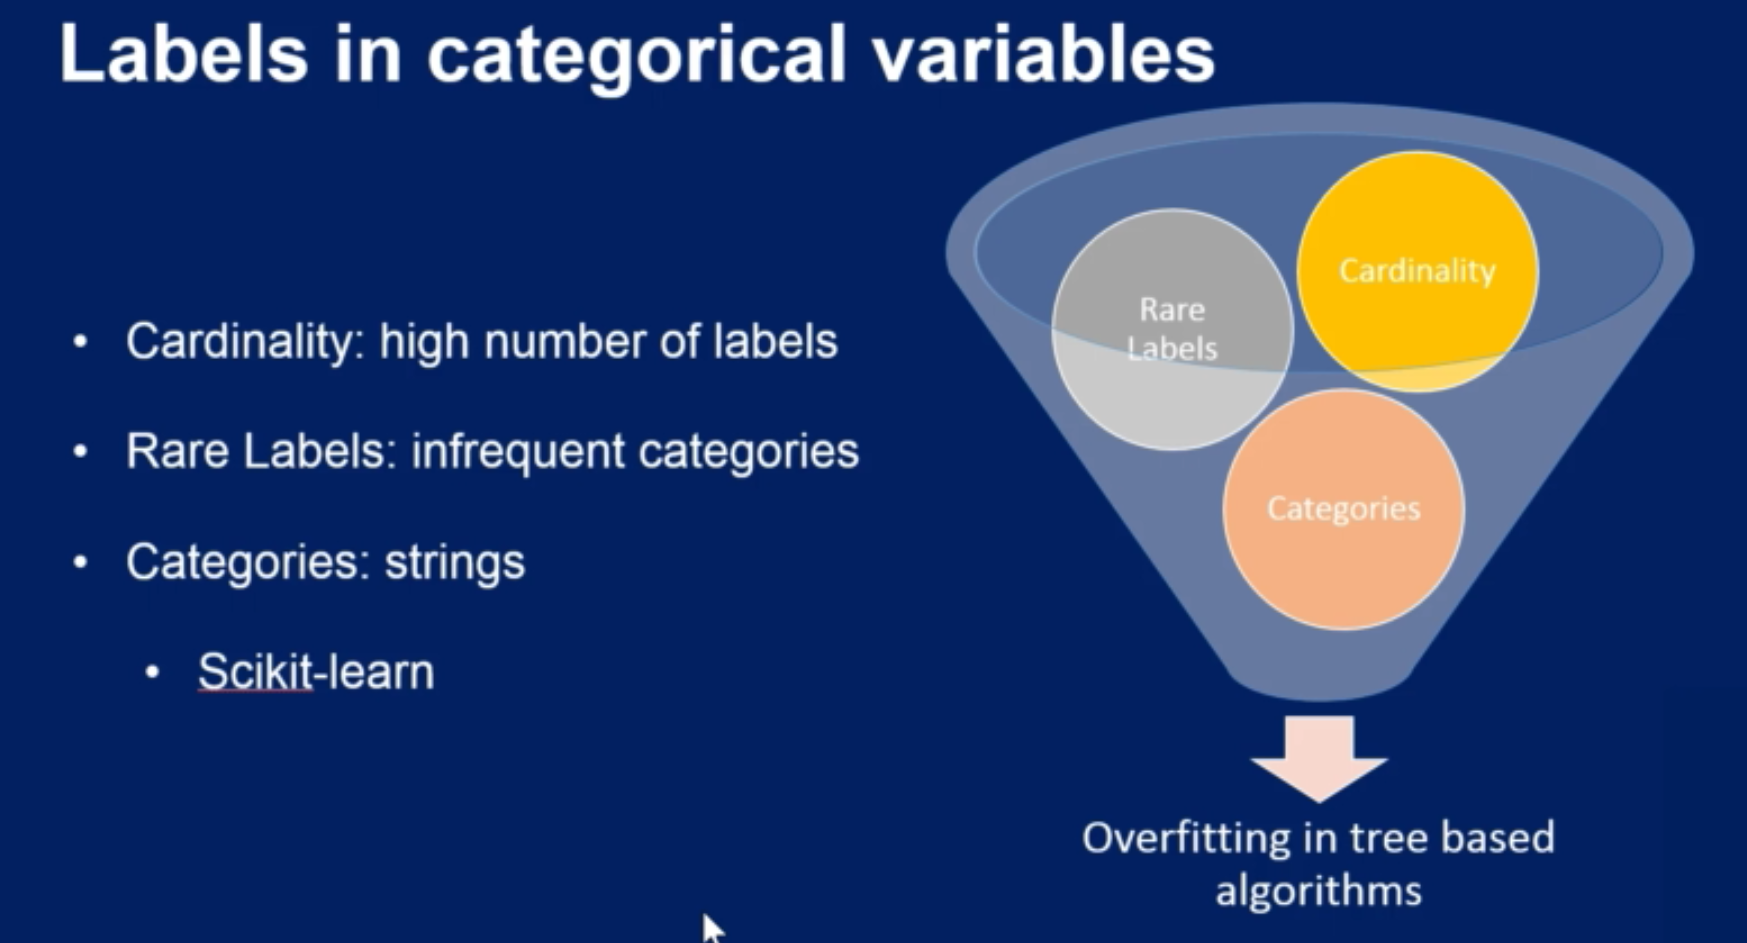 Labels in categorical variables
• Cardinality: high number of labels
• Rare Labels: infrequent categories
• Categories: strings
• Scikit-learn
Rare
Labels
Cardinality
Categories
Overfitting in tree based
algorithms